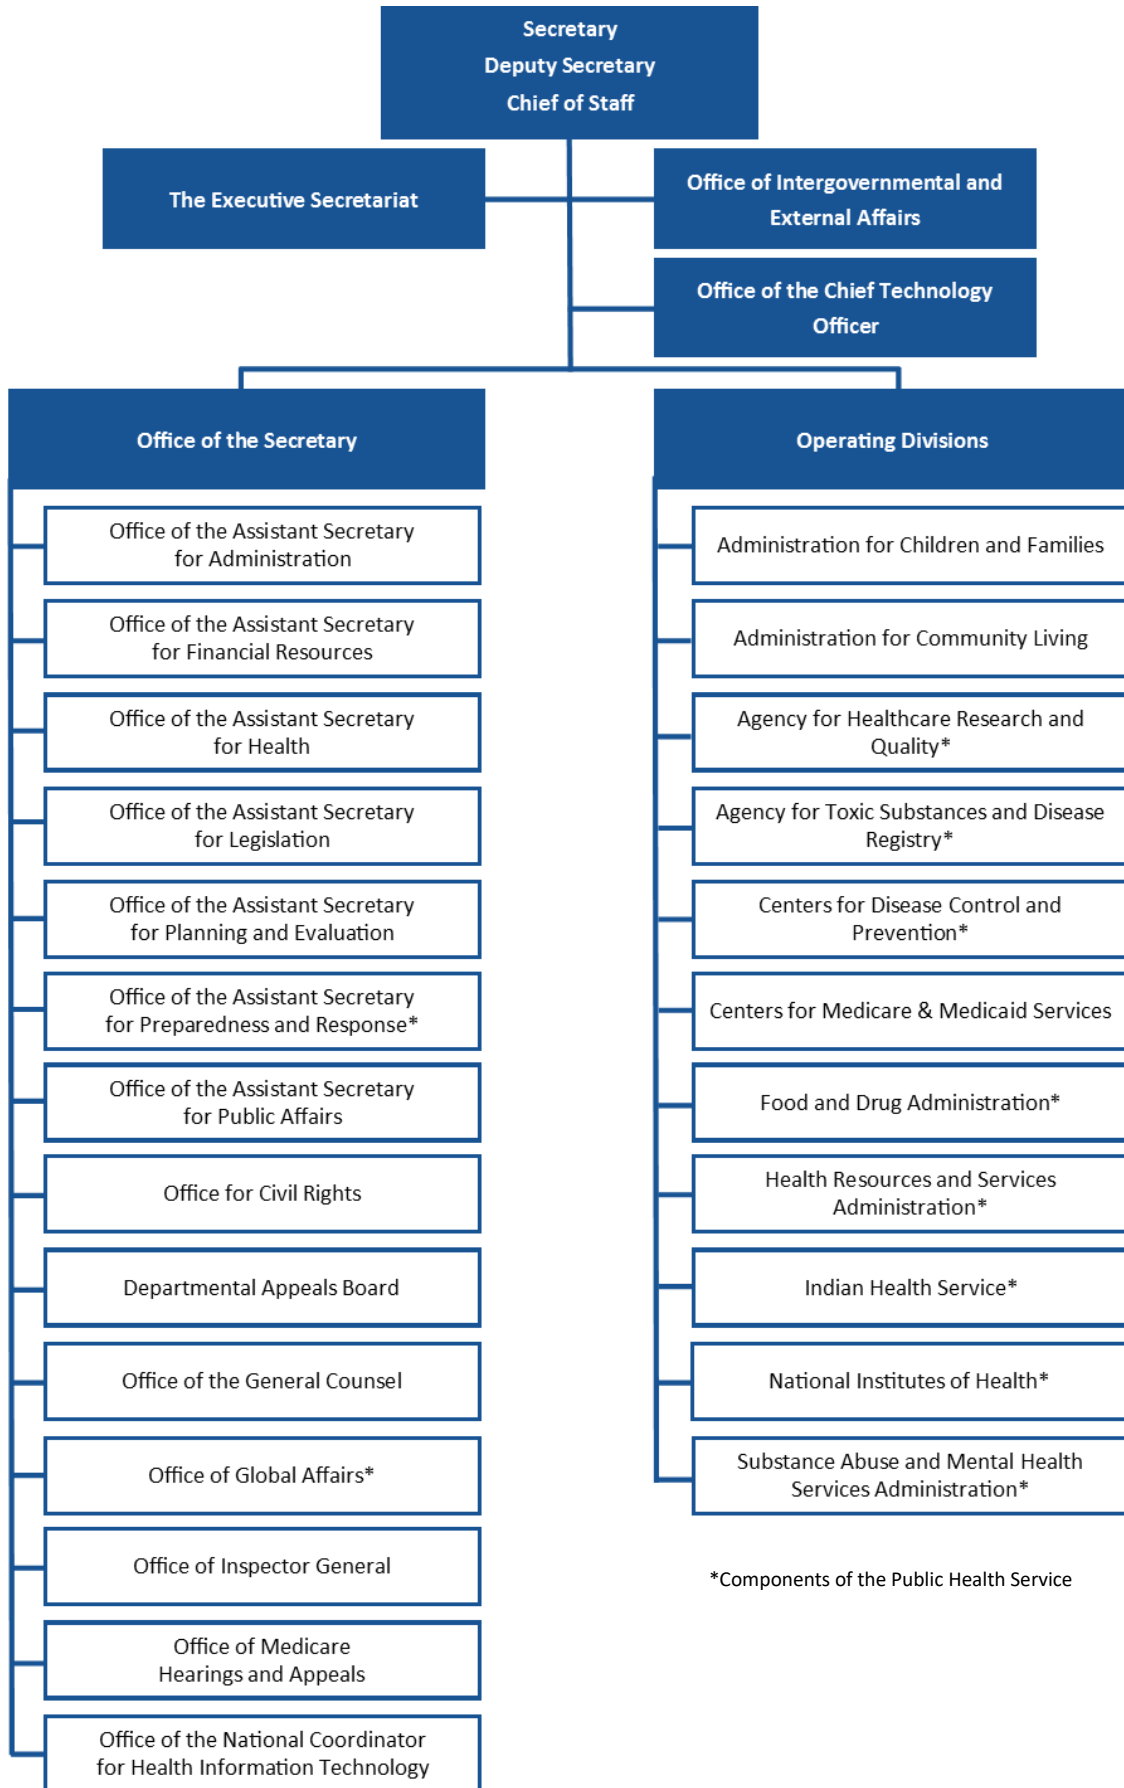 Secretary
Deputy Secretary
Chief of Staff
The Executive Secretariat
Office of Intergovernmental and
External Affairs
Office of the Chief Technology
Officer
Office of the Secretary
Office of the Assistant Secretary
for Administration
Office of the Assistant Secretary
for Financial Resources
Office of the Assistant Secretary
for Health
Office of the Assistant Secretary
for Legislation
Office of the Assistant Secretary
for Planning and Evaluation
Office of the Assistant Secretary
for Preparedness and Response*
Office of the Assistant Secretary
for Public Affairs
Office for Civil Rights
Departmental Appeals Board
Office of the General Counsel
Office of Global Affairs*
Office of Inspector General
Office of Medicare
Hearings and Appeals
Office of the National Coordinator
for Health Information Technology
Operating Divisions
Administration for Children and Families
Administration for Community Living
Agency for Healthcare Research and
Quality*
Agency for Toxic Substances and Disease
Registry*
Centers for Disease Control and
Prevention*
Centers for Medicare & Medicaid Services
Food and Drug Administration*
Health Resources and Services
Administration*
Indian Health Service*
National Institutes of Health*
Substance Abuse and Mental Health
Services Administration*
*Components of the Public Health Service